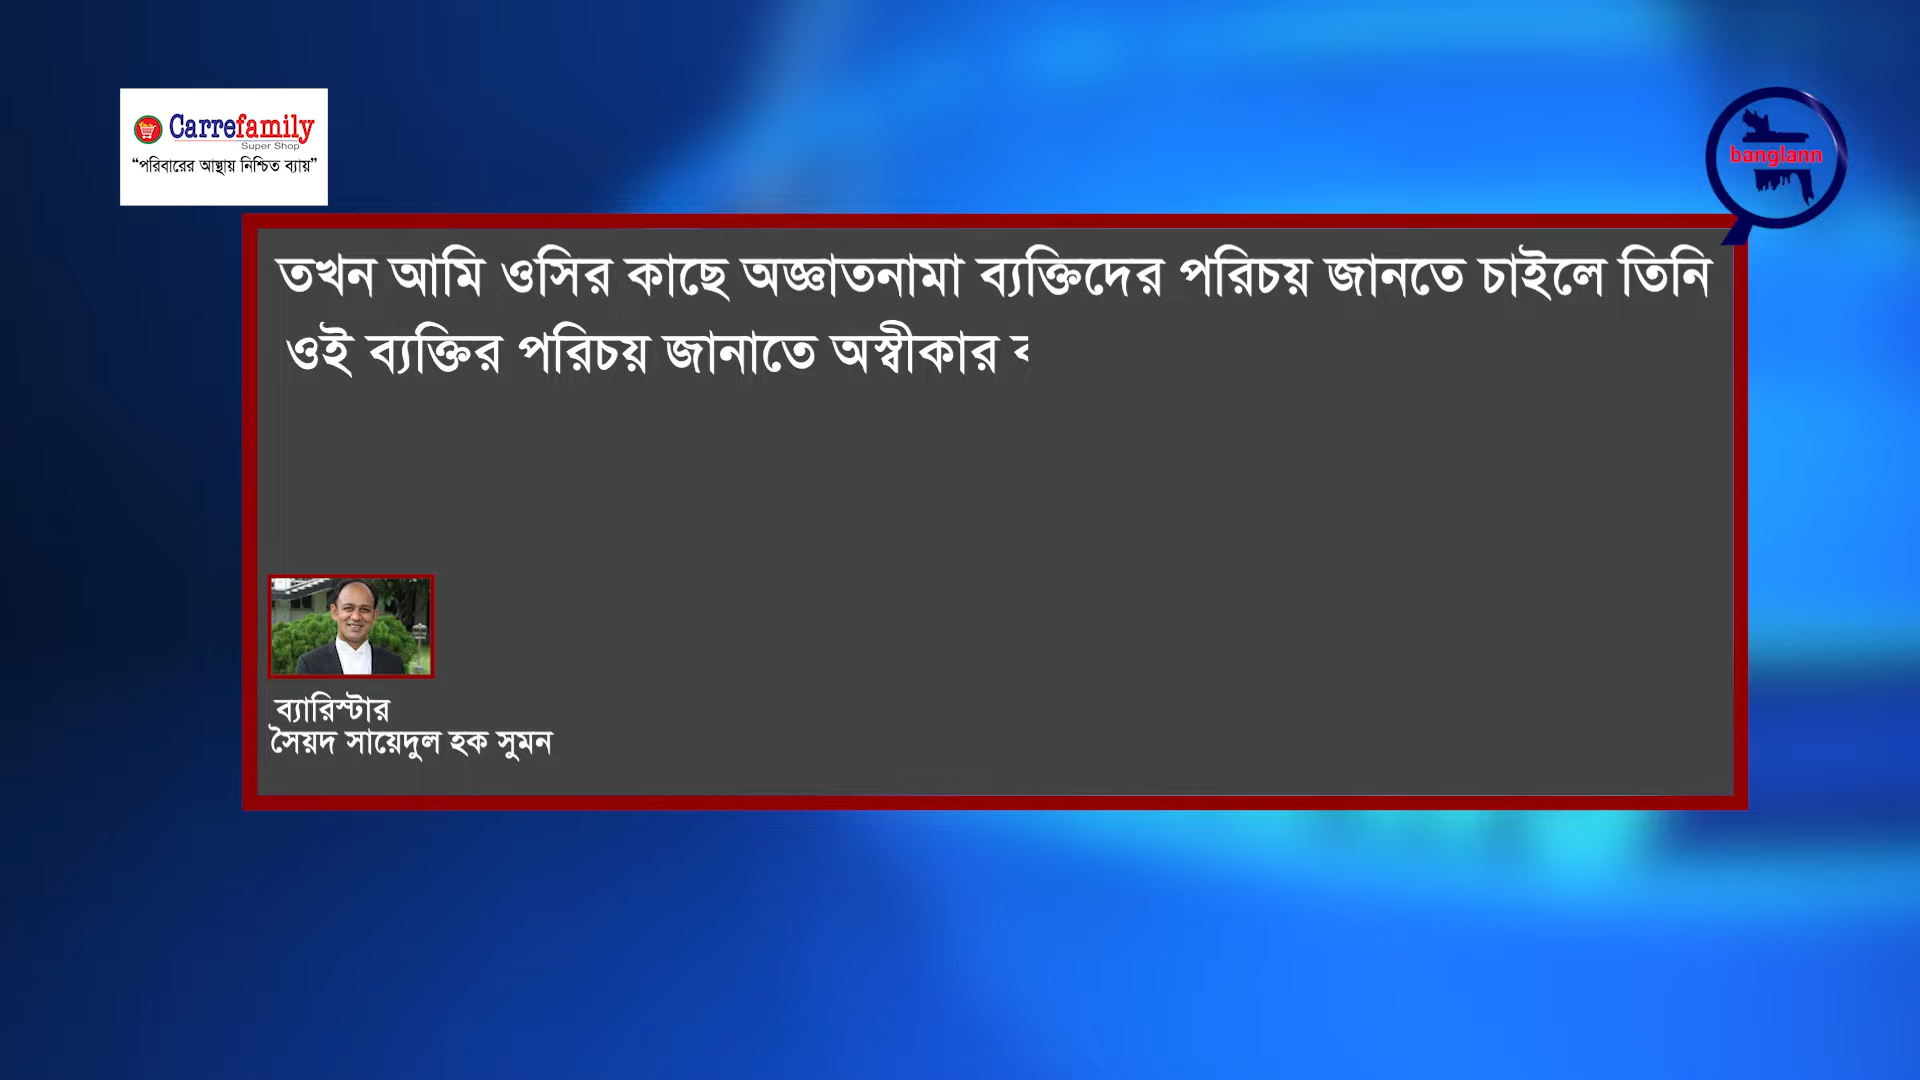 Carrefamily
Super Shop
“পরিবারের আস্থায় নিশ্চিত ব্যায়”
banglann
তখন আমি ওসির কাছে অজ্ঞাতনামা ব্যক্তিদের পরিচয় জানতে চাইলে তিনি
ওই ব্যক্তির পরিচয় জানাতে অস্বীকার
ব্যারিস্টার
সৈয়দ সায়েদুল হক সুমন